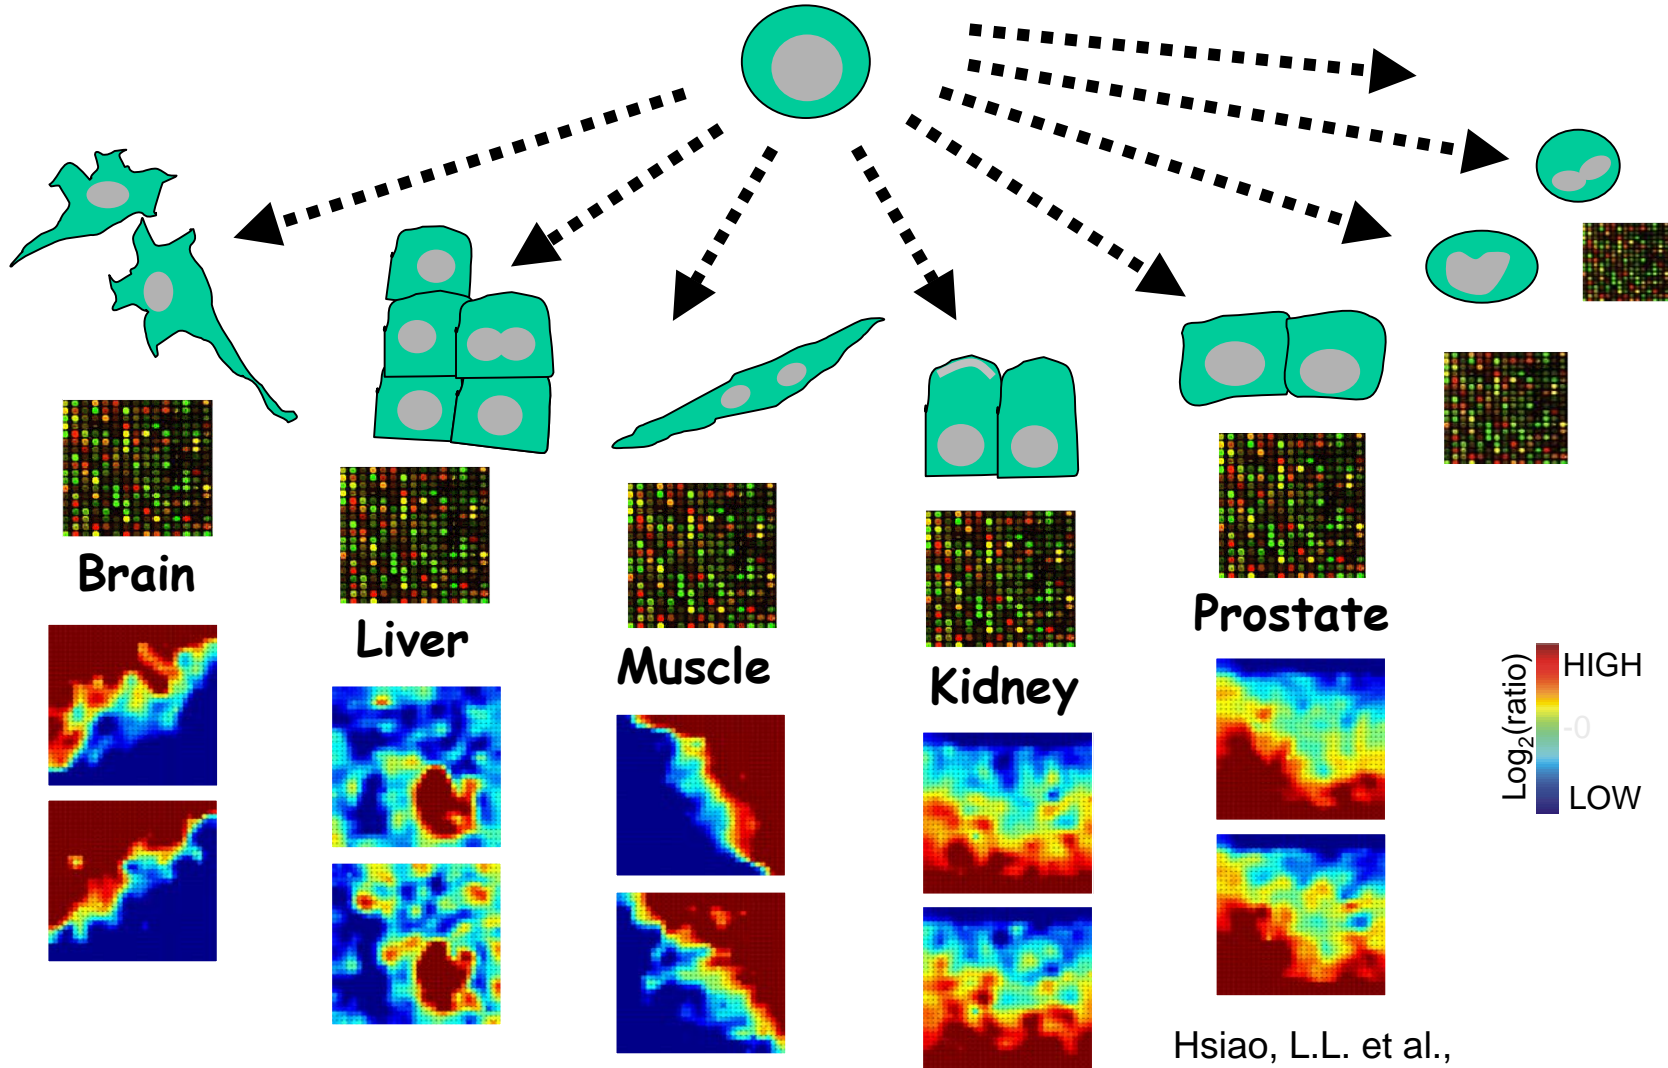 Brain
Liver
Muscle
Kidney
Prostate
Log₂(ratio)
HIGH
-0
LOW
Hsiao, L.L. et al.,